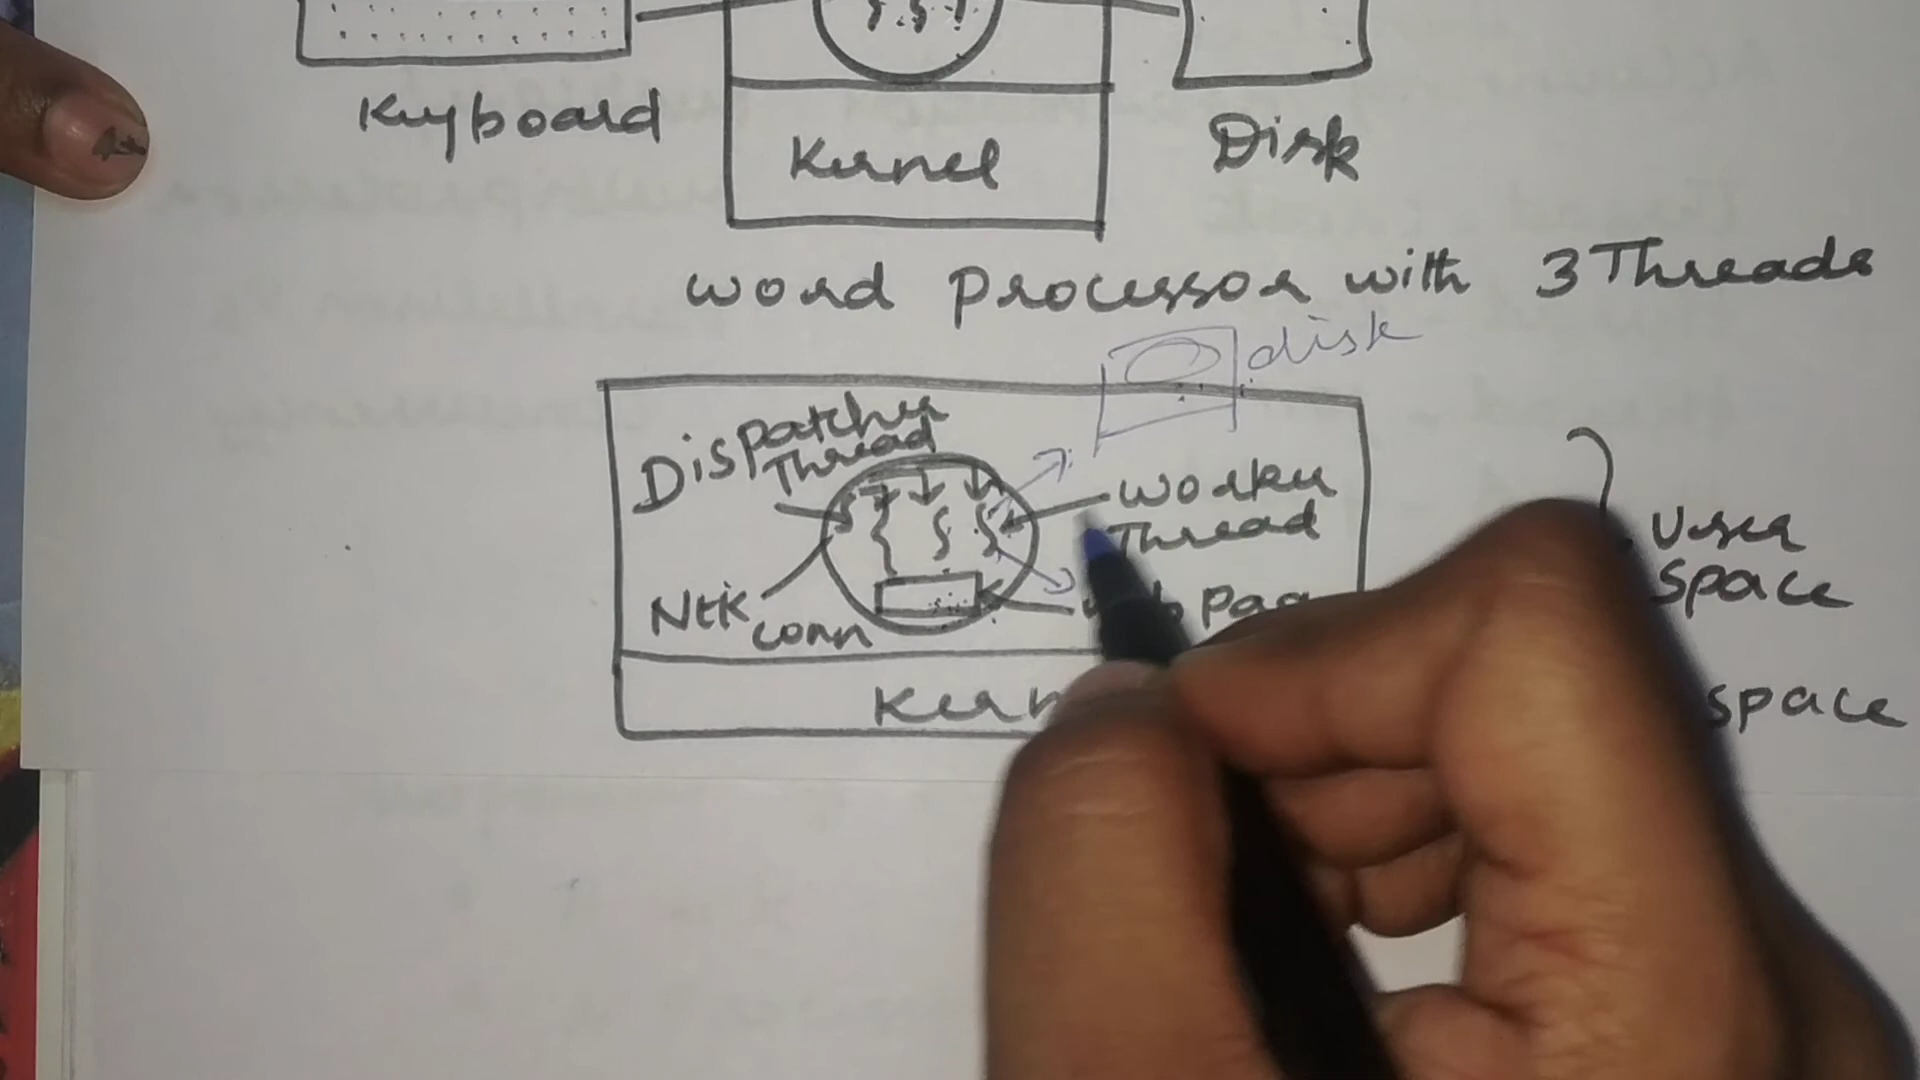 Keyboard
Kernel
Disk
word processor with 3 Threads
disk
Dispatcher
Thread
Worker
Thread
User
Space
Ntk
conn
space